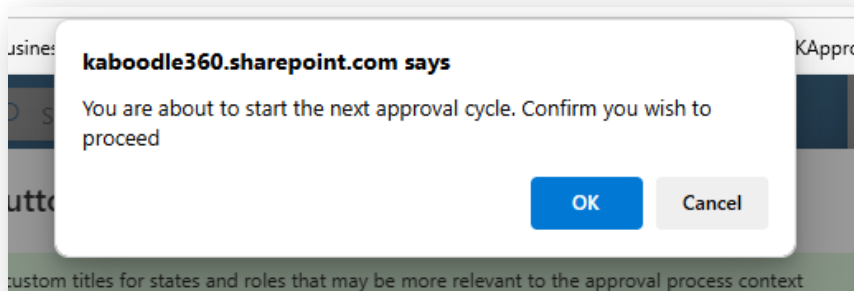 kaboodle360.sharepoint.com says
You are about to start the next approval cycle. Confirm you wish to
proceed
OK Cancel
custom titles for states and roles that may be more relevant to the approval process context